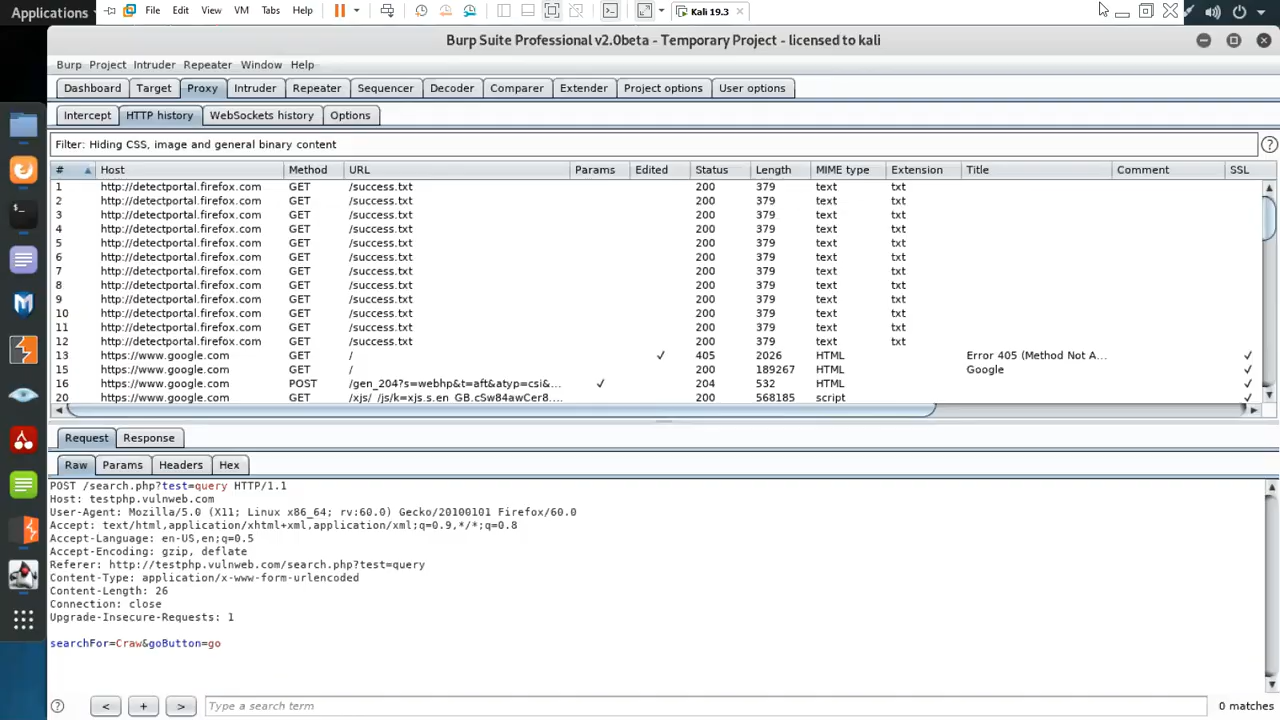 Applications
File Edit View VM Tabs Help
Kali 19.3
Burp Suite Professional v2.0beta - Temporary Project - licensed to kali
Burp Project Intruder Repeater Window Help
Dashboard Target Proxy Intruder Repeater Sequencer Decoder Comparer Extender Project options User options
Intercept HTTP history WebSockets history Options
Filter: Hiding CSS, image and general binary content
# Host Method URL Params Edited Status Length MIME type Extension Title Comment SSL
1 http://detectportal.firefox.com GET /success.txt 200 379 text txt
2 http://detectportal.firefox.com GET /success.txt 200 379 text txt
3 http://detectportal.firefox.com GET /success.txt 200 379 text txt
4 http://detectportal.firefox.com GET /success.txt 200 379 text txt
5 http://detectportal.firefox.com GET /success.txt 200 379 text txt
6 http://detectportal.firefox.com GET /success.txt 200 379 text txt
7 http://detectportal.firefox.com GET /success.txt 200 379 text txt
8 http://detectportal.firefox.com GET /success.txt 200 379 text txt
9 http://detectportal.firefox.com GET /success.txt 200 379 text txt
10 http://detectportal.firefox.com GET /success.txt 200 379 text txt
11 http://detectportal.firefox.com GET /success.txt 200 379 text txt
12 http://detectportal.firefox.com GET /success.txt 200 379 text txt
13 https://www.google.com GET / ✓ 405 2026 HTML Error 405 (Method Not A... ✓
15 https://www.google.com GET / 200 189267 HTML Google ✓
16 https://www.google.com POST /gen_204?s=webhp&t=aft&atyp=csi&... ✓ 204 532 HTML ✓
20 https://www.google.com GET /xjs/_/js/k=xjs.s.en_GB.cSw84awCer8.... 200 568185 script ✓
Request Response
Raw Params Headers Hex
POST /search.php?test=query HTTP/1.1
Host: testphp.vulnweb.com
User-Agent: Mozilla/5.0 (X11; Linux x86_64; rv:60.0) Gecko/20100101 Firefox/60.0
Accept: text/html,application/xhtml+xml,application/xml;q=0.9,*/*;q=0.8
Accept-Language: en-US,en;q=0.5
Accept-Encoding: gzip, deflate
Referer: http://testphp.vulnweb.com/search.php?test=query
Content-Type: application/x-www-form-urlencoded
Content-Length: 26
Connection: close
Upgrade-Insecure-Requests: 1
searchFor=Craw&goButton=go
? < + > Type a search term 0 matches